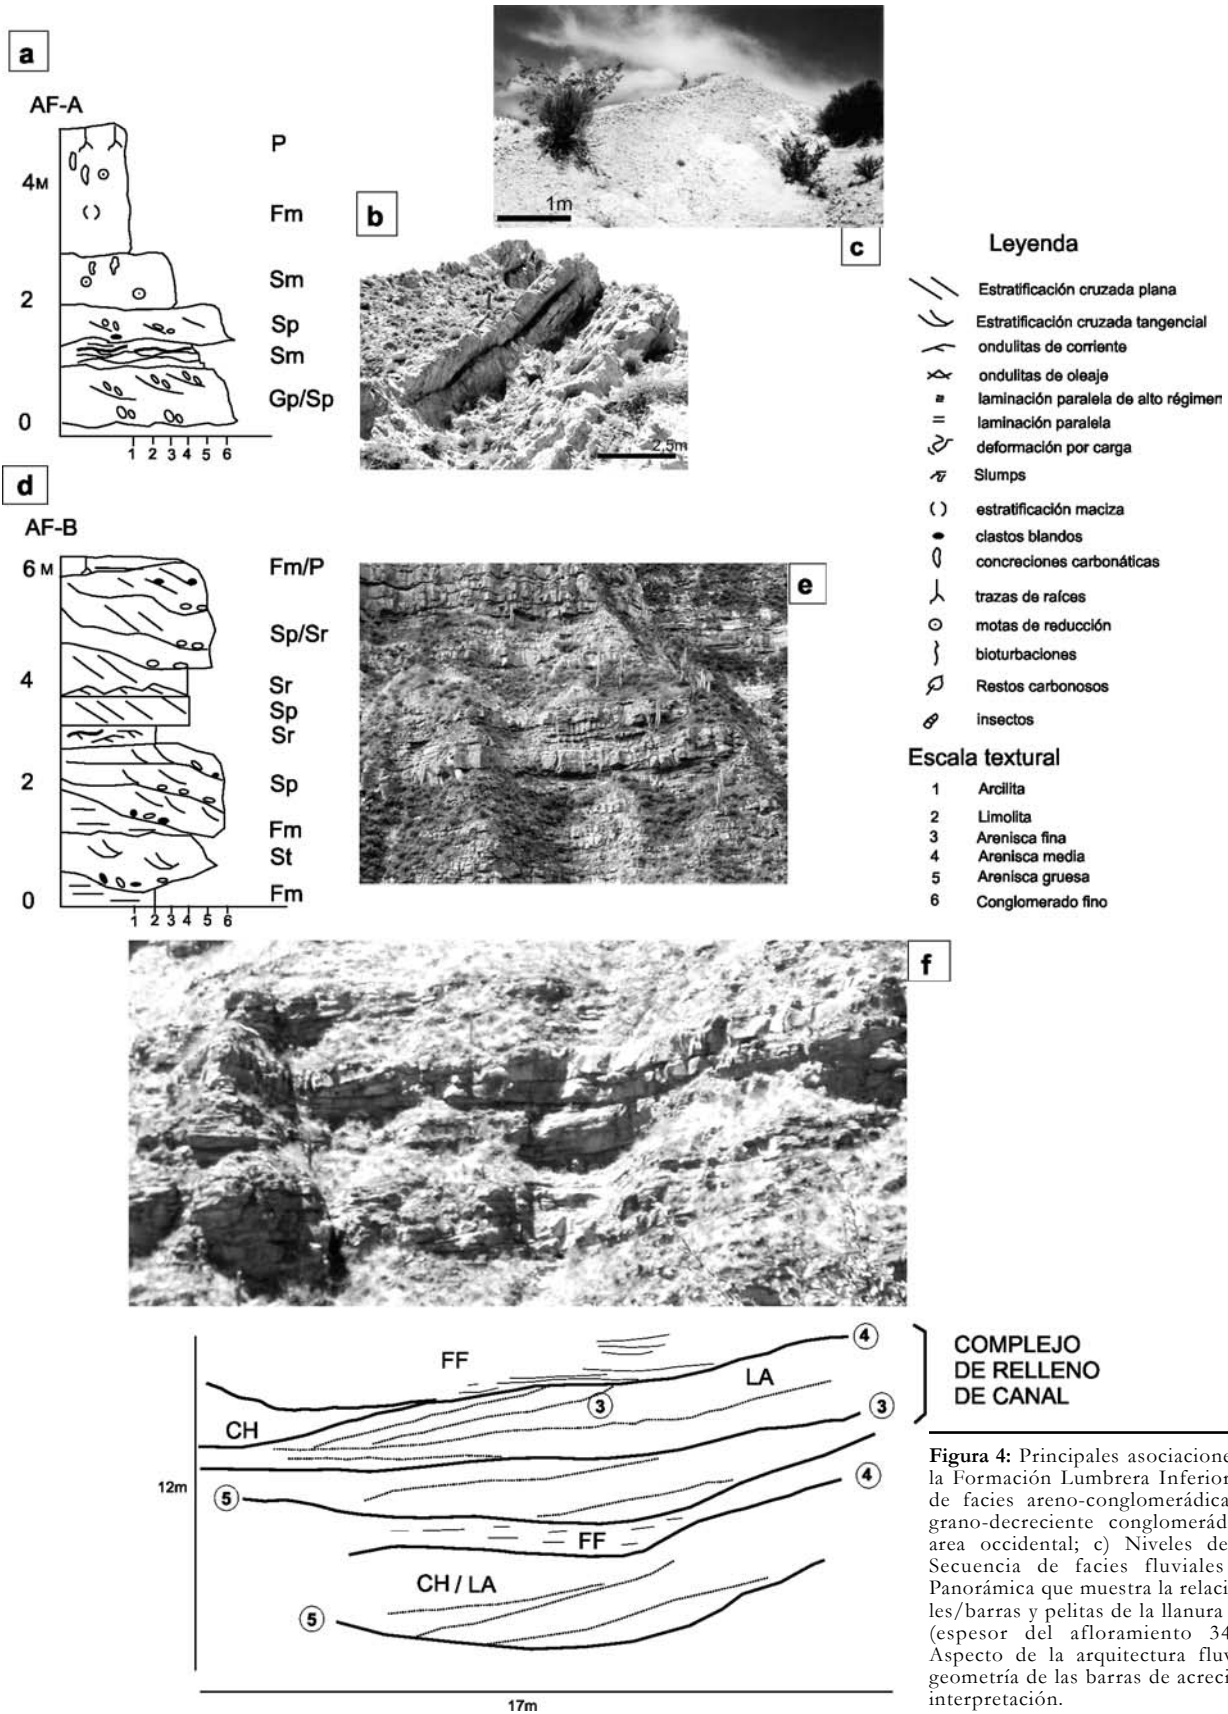 a
AF-A
4M
2
0
P
Fm
Sm
Sp
Sm
Gp/Sp
1 2 3 4 5 6
1m
b
2,5m
c
Leyenda
Estratificación cruzada plana
Estratificación cruzada tangencial
ondulitas de corriente
ondulitas de oleaje
laminación paralela de alto régimen
laminación paralela
deformación por carga
Slumps
estratificación maciza
clastos blandos
concreciones carbonáticas
trazas de raíces
motas de reducción
bioturbaciones
Restos carbonosos
insectos
Escala textural
1 Arcilita
2 Limolita
3 Arenisca fina
4 Arenisca media
5 Arenisca gruesa
6 Conglomerado fino
d
AF-B
6 M
4
2
0
Fm/P
Sp/Sr
Sr
Sp
Sr
Sp
Fm
St
Fm
1 2 3 4 5 6
e
f
FF
4
LA
3
CH
3
12m
5
4
FF
CH / LA
5
17m
COMPLEJO
DE RELLENO
DE CANAL
Figura 4: Principales asociacione
la Formación Lumbrera Inferior
de facies areno-conglomerádica
grano-decreciente conglomerád
area occidental; c) Niveles de
Secuencia de facies fluviales
Panorámica que muestra la relaci
les/barras y pelitas de la llanura
(espesor del afloramiento 34
Aspecto de la arquitectura fluv
geometría de las barras de acreci
interpretación.